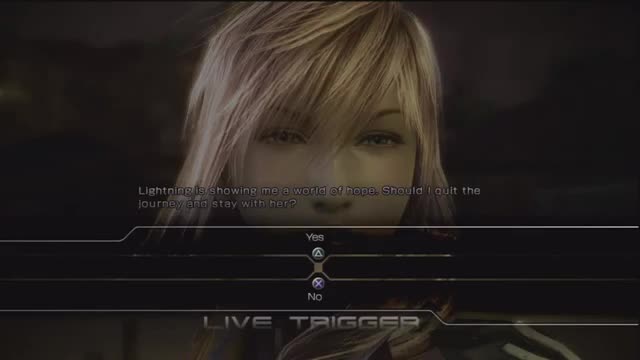 Lightning is showing me a world of hope. Should I quit the
journey and stay with her?
Yes
No
LIVE TRIGGER